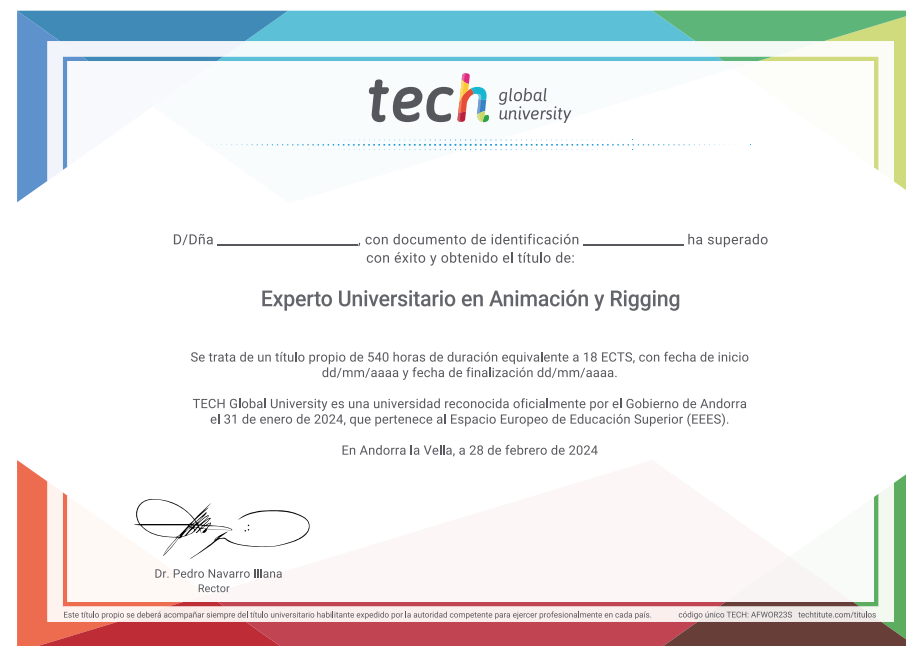 tech global
university
D/Dña ____________________, con documento de identificación ______________ ha superado
con éxito y obtenido el título de:
Experto Universitario en Animación y Rigging
Se trata de un título propio de 540 horas de duración equivalente a 18 ECTS, con fecha de inicio
dd/mm/aaaa y fecha de finalización dd/mm/aaaa.
TECH Global University es una universidad reconocida oficialmente por el Gobierno de Andorra
el 31 de enero de 2024, que pertenece al Espacio Europeo de Educación Superior (EEES).
En Andorra la Vella, a 28 de febrero de 2024
Dr. Pedro Navarro Illana
Rector
Este título propio se deberá acompañar siempre del título universitario habilitante expedido por la autoridad competente para ejercer profesionalmente en cada país. código único TECH: AFWOR23S techtitute.com/titulos